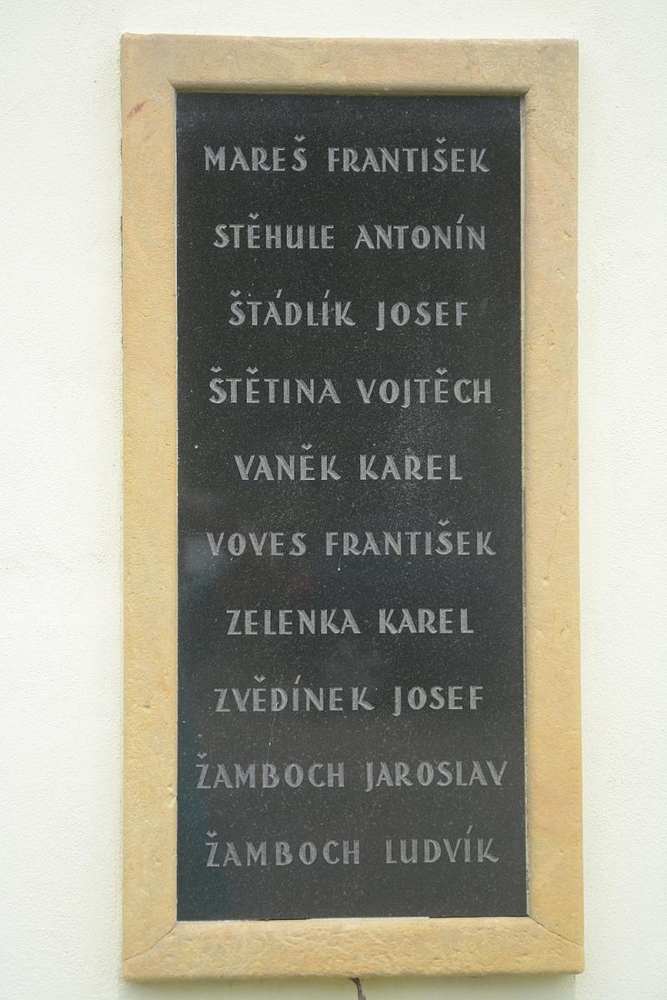 MAREŠ FRANTIŠEK
STĚHULE ANTONÍN
ŠTÁDLÍK JOSEF
ŠTĚTINA VOJTĚCH
VANĚK KAREL
VOVES FRANTIŠEK
ZELENKA KAREL
ZVĚDÍNEK JOSEF
ŽAMBOCH JAROSLAV
ŽAMBOCH LUDVÍK